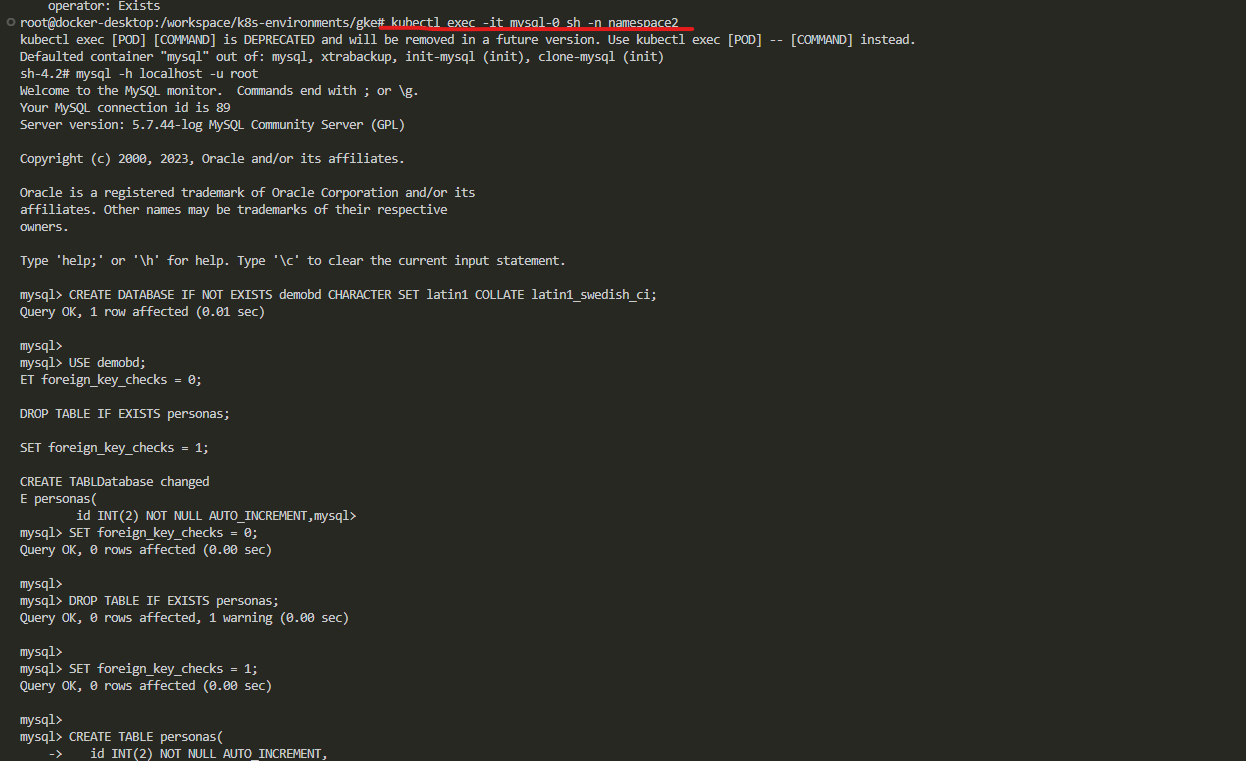 operator: Exists
root@docker-desktop:/workspace/k8s-environments/gke# kubectl exec -it mysql-0 sh -n namespace2
kubectl exec [POD] [COMMAND] is DEPRECATED and will be removed in a future version. Use kubectl exec [POD] -- [COMMAND] instead.
Defaulted container "mysql" out of: mysql, xtrabackup, init-mysql (init), clone-mysql (init)
sh-4.2# mysql -h localhost -u root
Welcome to the MySQL monitor.  Commands end with ; or \g.
Your MySQL connection id is 89
Server version: 5.7.44-log MySQL Community Server (GPL)

Copyright (c) 2000, 2023, Oracle and/or its affiliates.

Oracle is a registered trademark of Oracle Corporation and/or its
affiliates. Other names may be trademarks of their respective
owners.

Type 'help;' or '\h' for help. Type '\c' to clear the current input statement.

mysql> CREATE DATABASE IF NOT EXISTS demobd CHARACTER SET latin1 COLLATE latin1_swedish_ci;
Query OK, 1 row affected (0.01 sec)

mysql>
mysql> USE demobd;
ET foreign_key_checks = 0;

DROP TABLE IF EXISTS personas;

SET foreign_key_checks = 1;

CREATE TABLDatabase changed
E personas(
        id INT(2) NOT NULL AUTO_INCREMENT,mysql>
mysql> SET foreign_key_checks = 0;
Query OK, 0 rows affected (0.00 sec)

mysql>
mysql> DROP TABLE IF EXISTS personas;
Query OK, 0 rows affected, 1 warning (0.00 sec)

mysql>
mysql> SET foreign_key_checks = 1;
Query OK, 0 rows affected (0.00 sec)

mysql>
mysql> CREATE TABLE personas(
    ->    id INT(2) NOT NULL AUTO_INCREMENT,